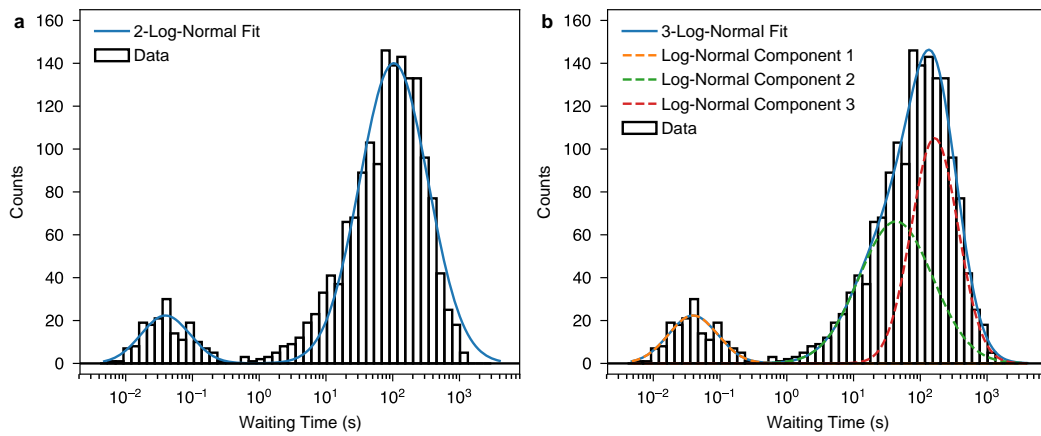 a
160
140
120
100
80
60
40
20
0
Counts
2-Log-Normal Fit
Data
10⁻² 10⁻¹ 10⁰ 10¹ 10² 10³
Waiting Time (s)
b
160
140
120
100
80
60
40
20
0
Counts
3-Log-Normal Fit
Log-Normal Component 1
Log-Normal Component 2
Log-Normal Component 3
Data
10⁻² 10⁻¹ 10⁰ 10¹ 10² 10³
Waiting Time (s)